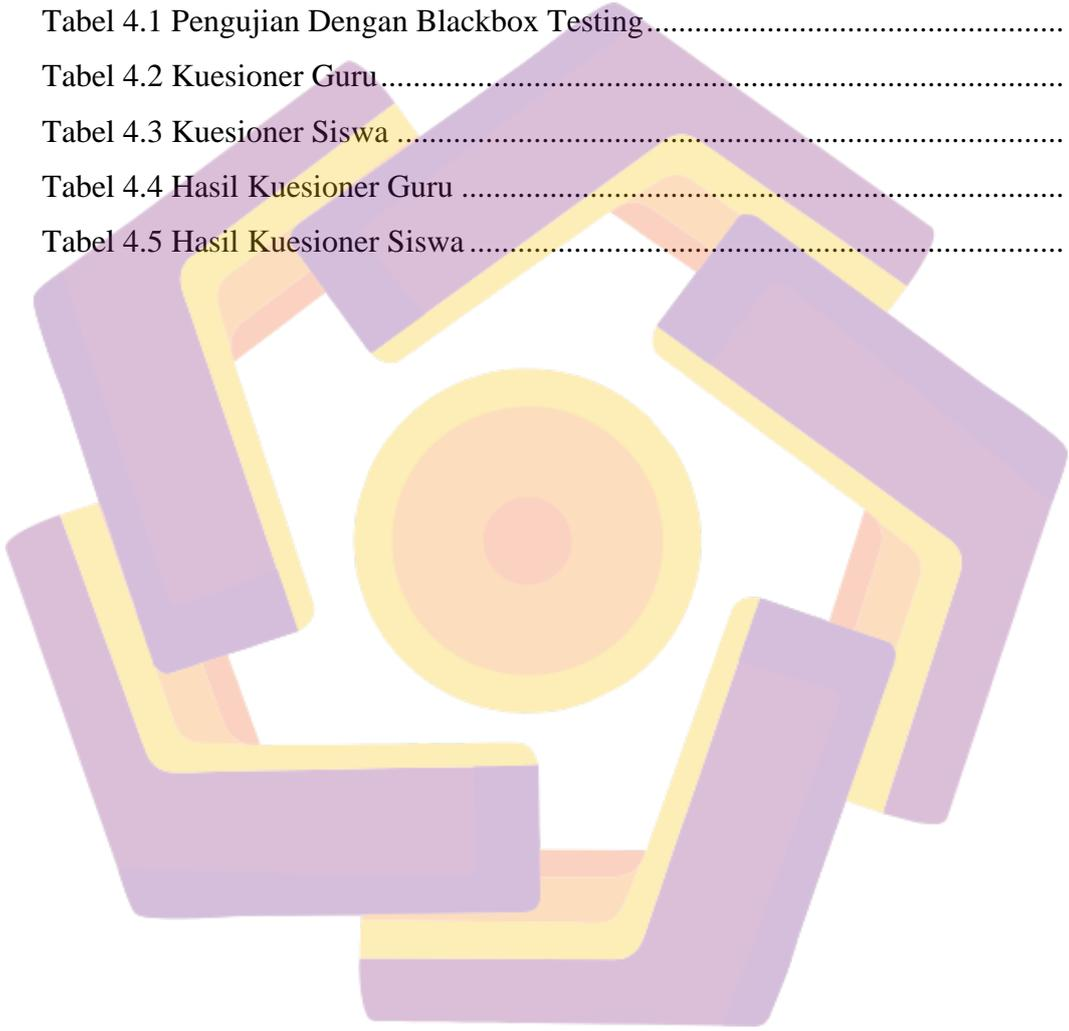 Tabel 4.1 Pengujian Dengan Blackbox Testing................................................
Tabel 4.2 Kuesioner Guru...............................................................................
Tabel 4.3 Kuesioner Siswa .............................................................................
Tabel 4.4 Hasil Kuesioner Guru .....................................................................
Tabel 4.5 Hasil Kuesioner Siswa ....................................................................